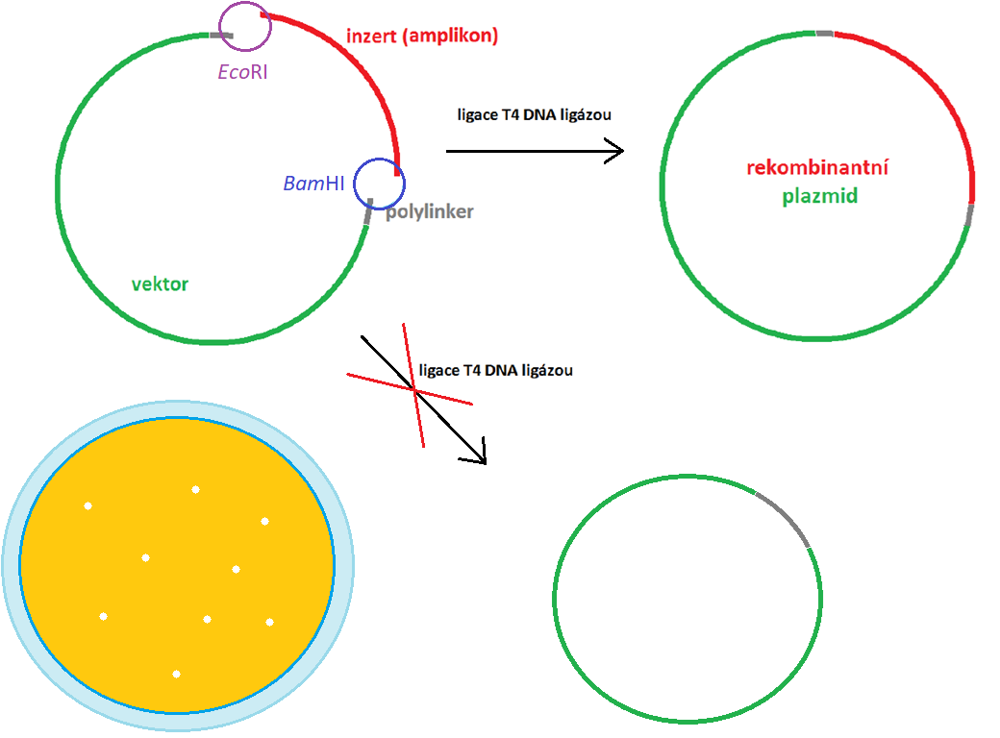 inzert (amplikon)
EcoRI
ligace T4 DNA ligázou
BamHI
polylinker
rekombinantní
plazmid
vektor
ligace T4 DNA ligázou